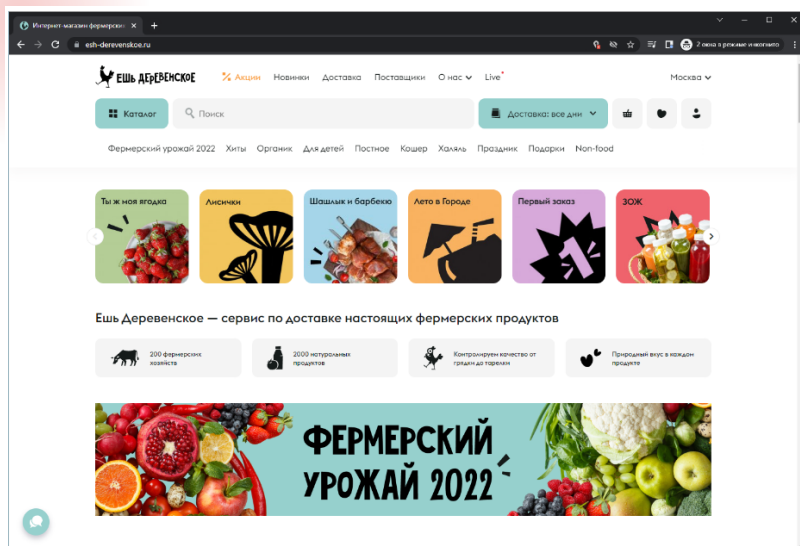 Интернет-магазин фермерски
esh-derevenskoe.ru
2 окна в режиме инкогнито
ЕШЬ ДЕРЕВЕНСКОЕ
Акции Новинки Доставка Поставщики О нас Live
Москва
Каталог
Поиск
Доставка: все дни
Фермерский урожай 2022 Хиты Органик Для детей Постное Кошер Халяль Праздник Подарки Non-food
Ты ж моя ягодка
Лисички
Шашлык и барбекю
Лето в Городе
Первый заказ
1
ЗОЖ
Ешь Деревенское — сервис по доставке настоящих фермерских продуктов
200 фермерских
хозяйств
2000 натуральных
продуктов
Контролируем качество от
грядки до тарелки
Природный вкус в каждом
продукте
ФЕРМЕРСКИЙ
УРОЖАЙ 2022